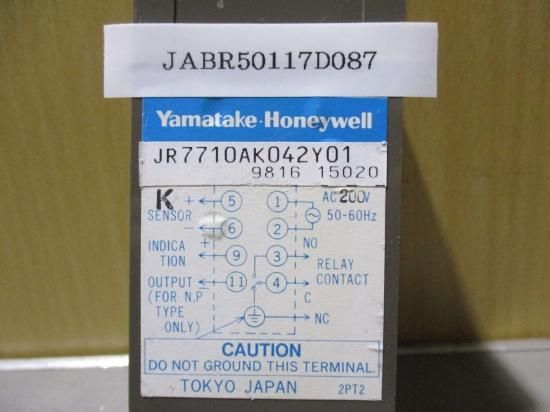 JABR50117D087
Yamatake-Honeywell
JR7710AK042Y01
9816 15020
K + 5 1 AC200V
SENSOR 50-60Hz
- 6 2
INDICA + NO
TION 9 3 RELAY
OUTPUT 11 4 CONTACT
(FOR N.P C
TYPE
ONLY) NC
CAUTION
DO NOT GROUND THIS TERMINAL.
TOKYO JAPAN 2PT2